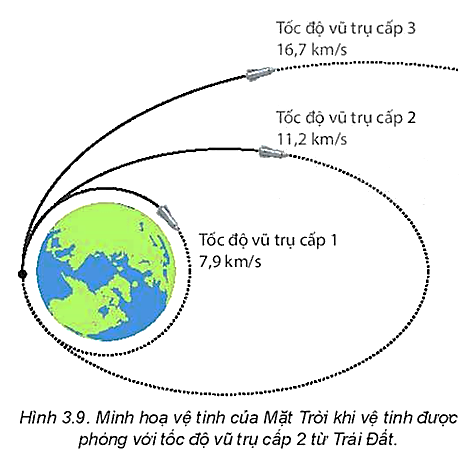 Tốc độ vũ trụ cấp 3
16,7 km/s
Tốc độ vũ trụ cấp 2
11,2 km/s
Tốc độ vũ trụ cấp 1
7,9 km/s
Hình 3.9. Minh hoạ vệ tinh của Mặt Trời khi vệ tinh được
phóng với tốc độ vũ trụ cấp 2 từ Trái Đất.